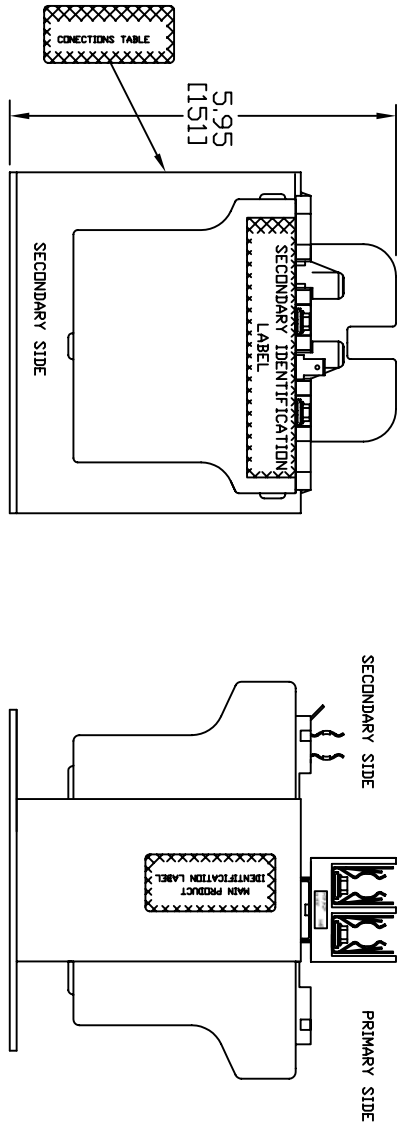 CONECTIONS TABLE
5.95
[151]
SECONDARY IDENTIFICATION
LABEL
SECONDARY SIDE
SECONDARY SIDE
MAIN PRODUCT
IDENTIFICATION LABEL
PRIMARY SIDE